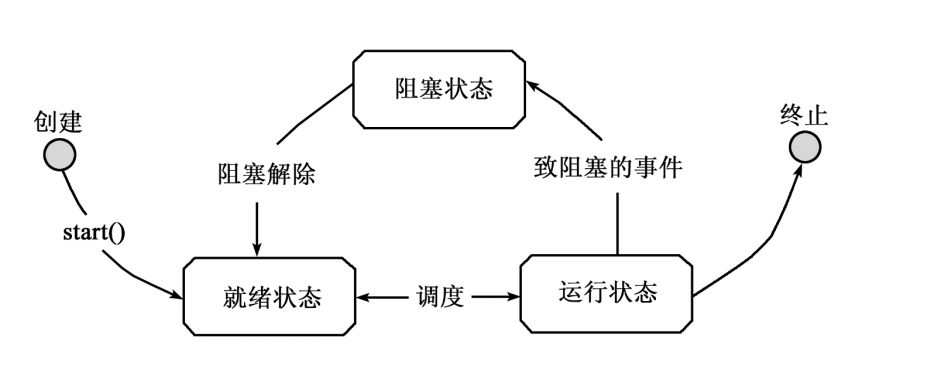 阻塞状态
创建
终止
阻塞解除
致阻塞的事件
start()
就绪状态
调度
运行状态